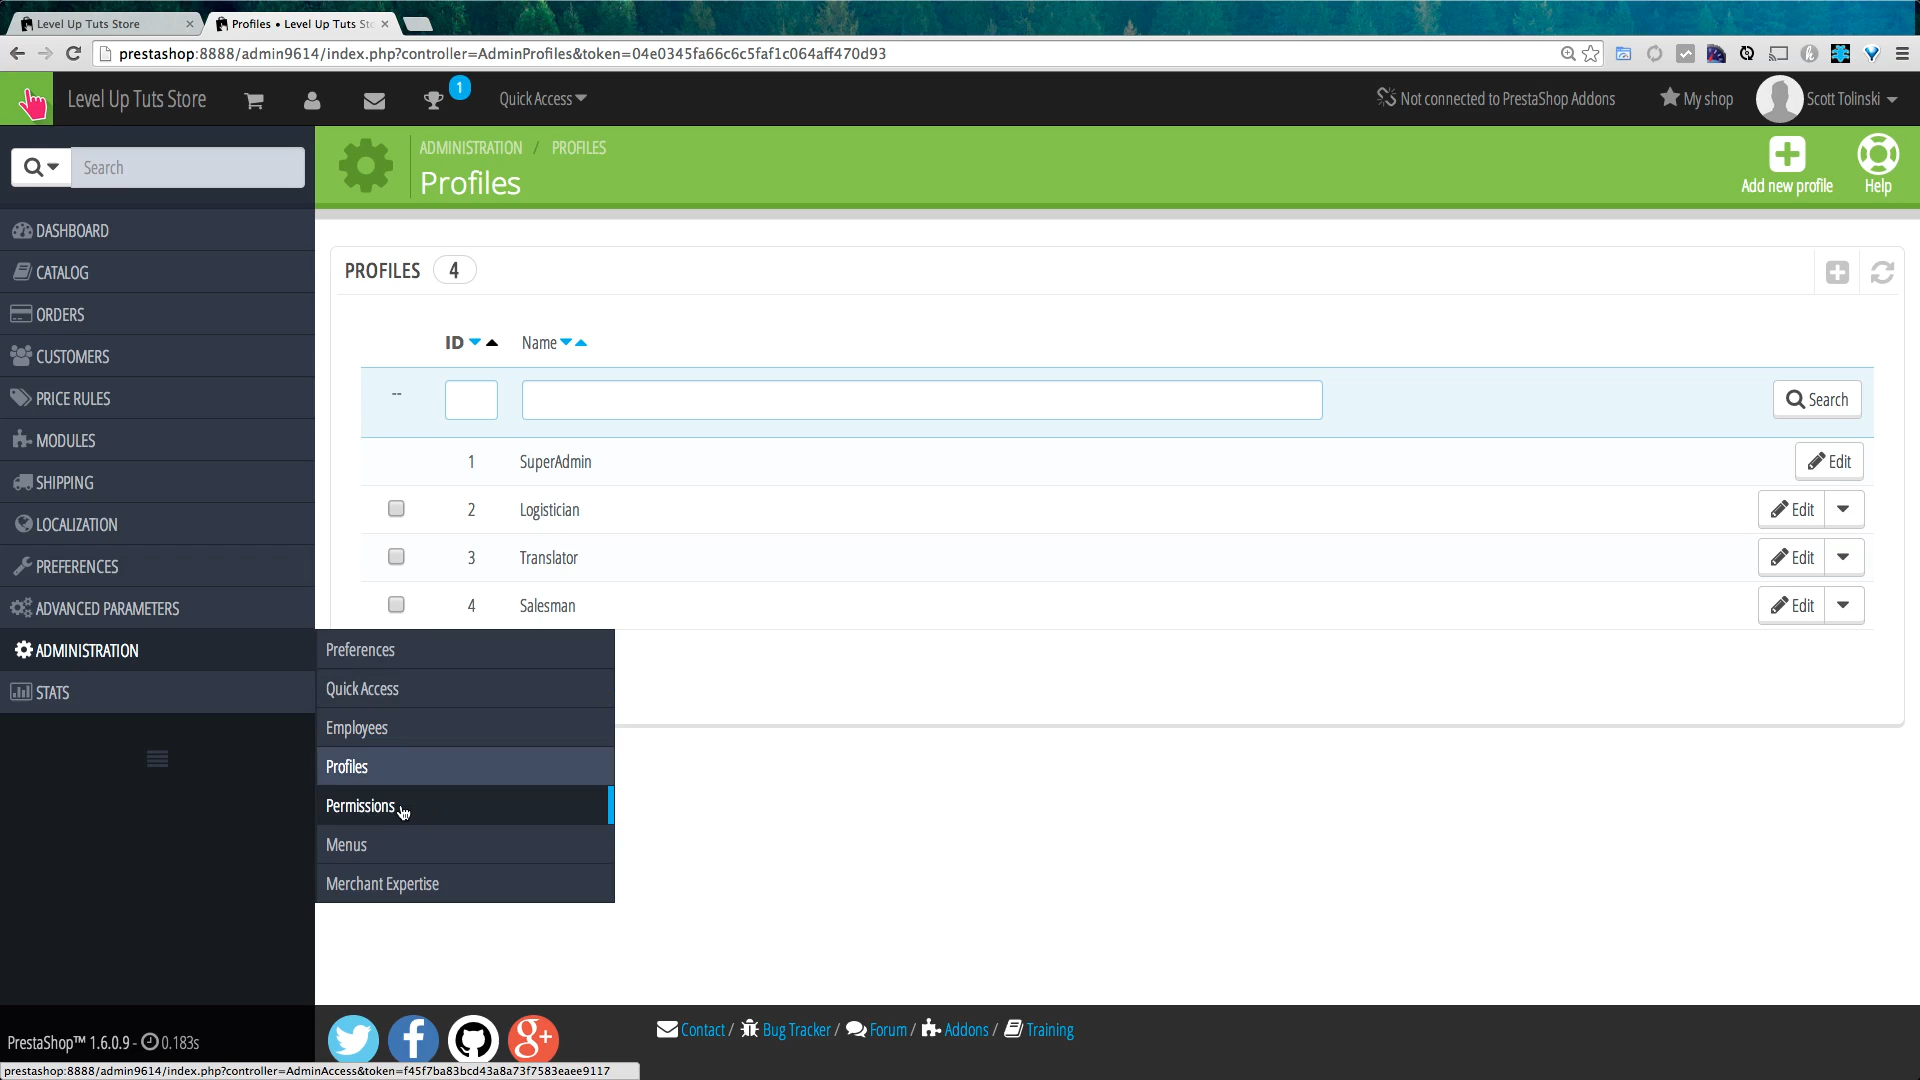 Level Up Tuts Store
Profiles • Level Up Tuts Sto
prestashop:8888/admin9614/index.php?controller=AdminProfiles&token=04e0345fa66c6c5faf1c064aff470d93
Level Up Tuts Store
1
Quick Access
Not connected to PrestaShop Addons
My shop
Scott Tolinski
Search
ADMINISTRATION / PROFILES
Profiles
Add new profile
Help
DASHBOARD
CATALOG
ORDERS
CUSTOMERS
PRICE RULES
MODULES
SHIPPING
LOCALIZATION
PREFERENCES
ADVANCED PARAMETERS
ADMINISTRATION
STATS
PROFILES 4
ID Name
-- Search
1 SuperAdmin Edit
2 Logistician Edit
3 Translator Edit
4 Salesman Edit
Preferences
Quick Access
Employees
Profiles
Permissions
Menus
Merchant Expertise
PrestaShop™ 1.6.0.9 - 0.183s
Contact / Bug Tracker / Forum / Addons / Training
prestashop:8888/admin9614/index.php?controller=AdminAccess&token=f45f7ba83bcd43a8a73f7583eaee9117